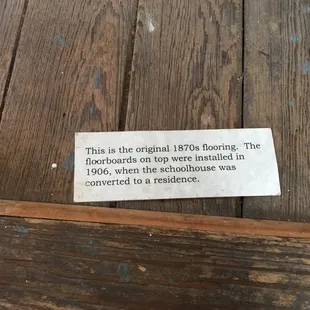 This is the original 1870s flooring. The
floorboards on top were installed in
1906, when the schoolhouse was
converted to a residence.